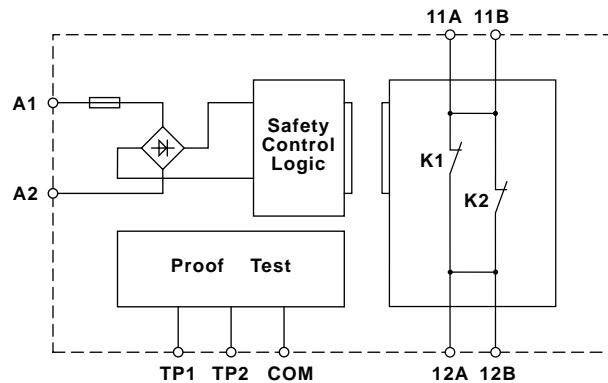 11A 11B
A1
Safety
Control
Logic
K1
A2
K2
Proof Test
TP1 TP2 COM 12A 12B